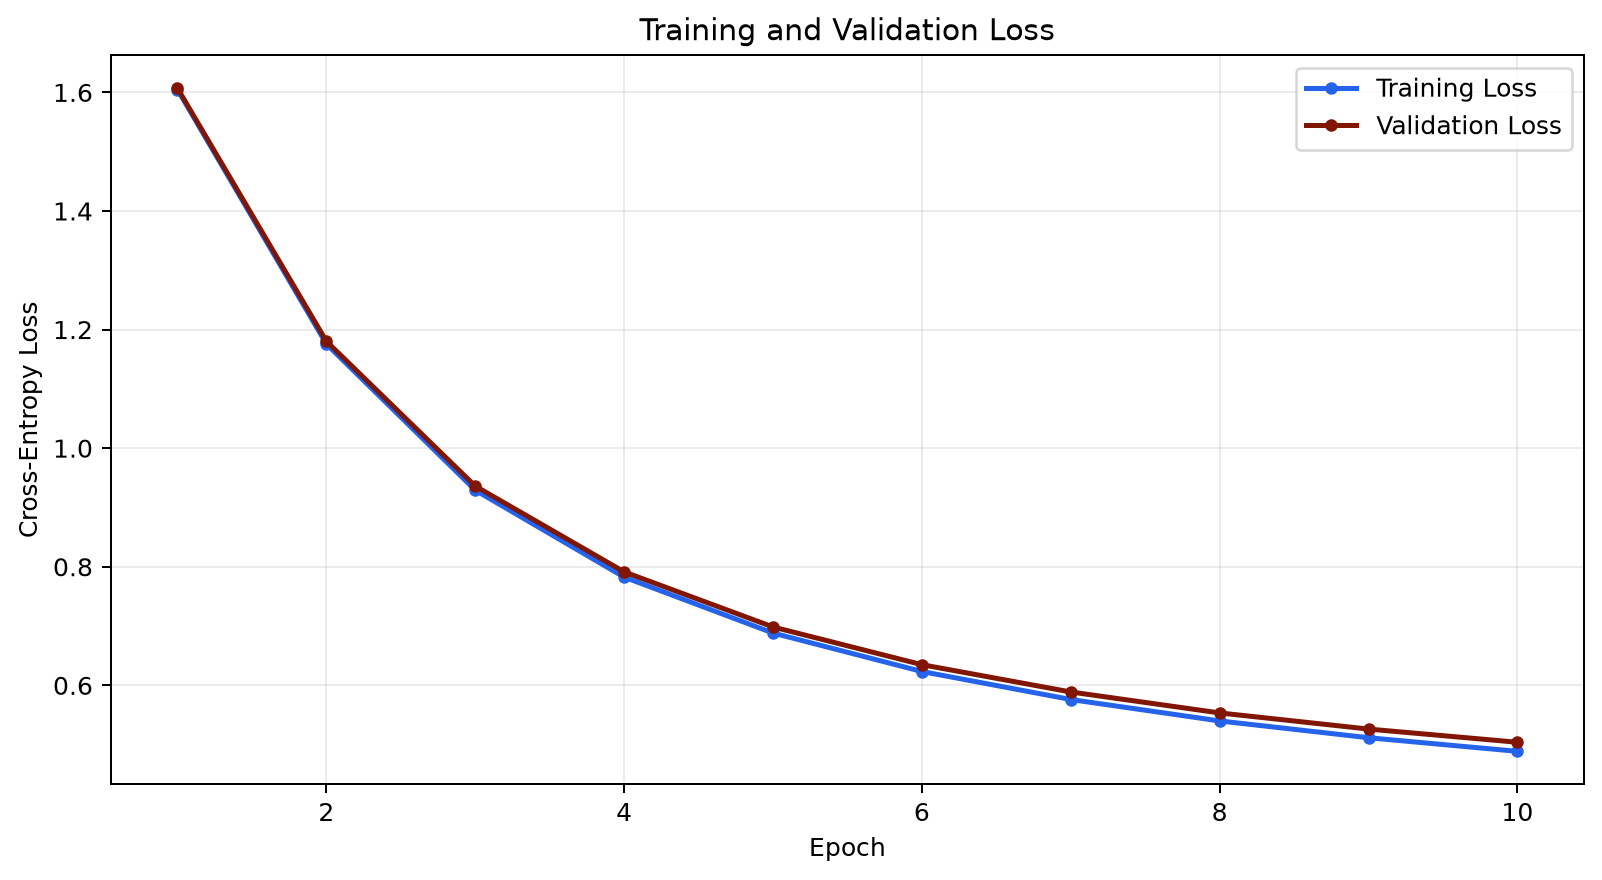 Training and Validation Loss
Training Loss
Validation Loss
Cross-Entropy Loss
1.6
1.4
1.2
1.0
0.8
0.6
2 4 6 8 10
Epoch